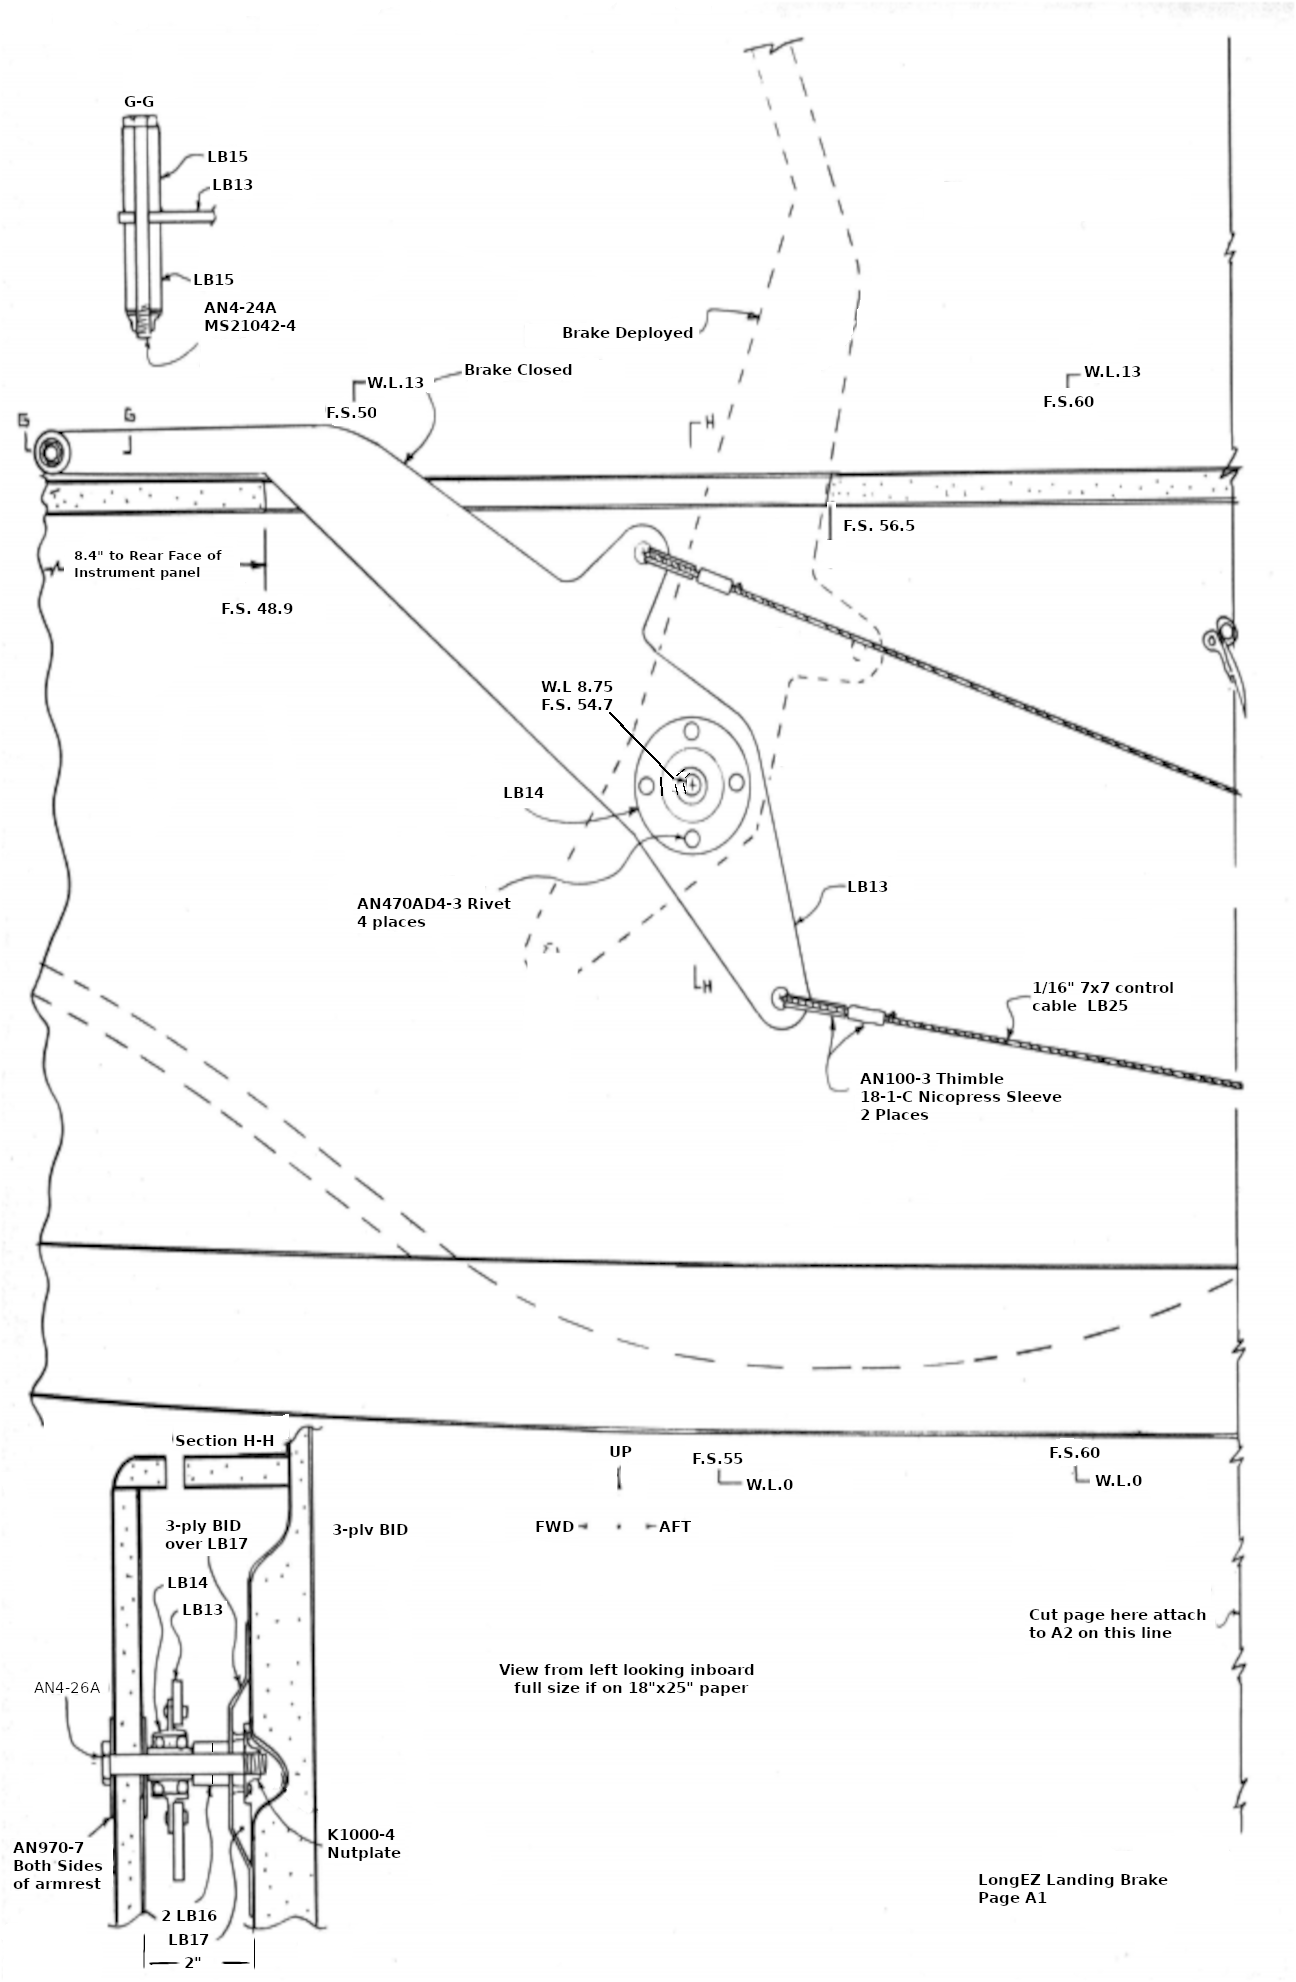 G-G
LB15
LB13
LB15
AN4-24A
MS21042-4
Brake Deployed
Brake Closed
W.L.13
F.S.50
W.L.13
F.S.60
G
G
H
F.S. 56.5
8.4" to Rear Face of
Instrument panel
F.S. 48.9
W.L 8.75
F.S. 54.7
LB14
AN470AD4-3 Rivet
4 places
LB13
H
1/16" 7x7 control
cable LB25
AN100-3 Thimble
18-1-C Nicopress Sleeve
2 Places
Section H-H
UP
F.S.55
W.L.0
F.S.60
W.L.0
FWD
AFT
3-ply BID
over LB17
3-plv BID
LB14
LB13
AN4-26A
Cut page here attach
to A2 on this line
View from left looking inboard
full size if on 18"x25" paper
K1000-4
Nutplate
AN970-7
Both Sides
of armrest
2 LB16
LB17
2"
LongEZ Landing Brake
Page A1